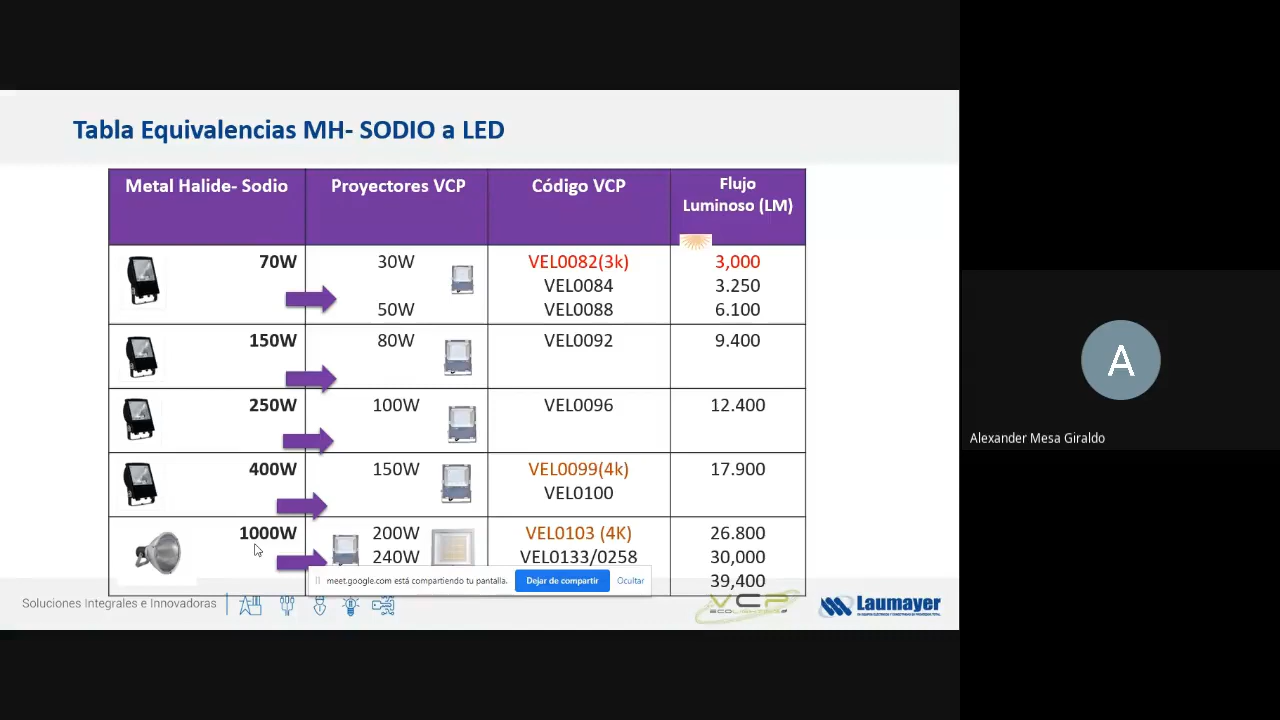 Tabla Equivalencias MH- SODIO a LED
Metal Halide- Sodio
Proyectores VCP
Código VCP
Flujo
Luminoso (LM)
70W
30W
VEL0082(3k)
3,000
VEL0084
3.250
50W
VEL0088
6.100
150W
80W
VEL0092
9.400
250W
100W
VEL0096
12.400
400W
150W
VEL0099(4k)
17.900
VEL0100
1000W
200W
VEL0103 (4K)
26.800
240W
VEL0133/0258
30,000
39,400
meet.google.com está compartiendo tu pantalla.
Dejar de compartir
Ocultar
Soluciones Integrales e Innovadoras
VCP
Laumayer
A
Alexander Mesa Giraldo